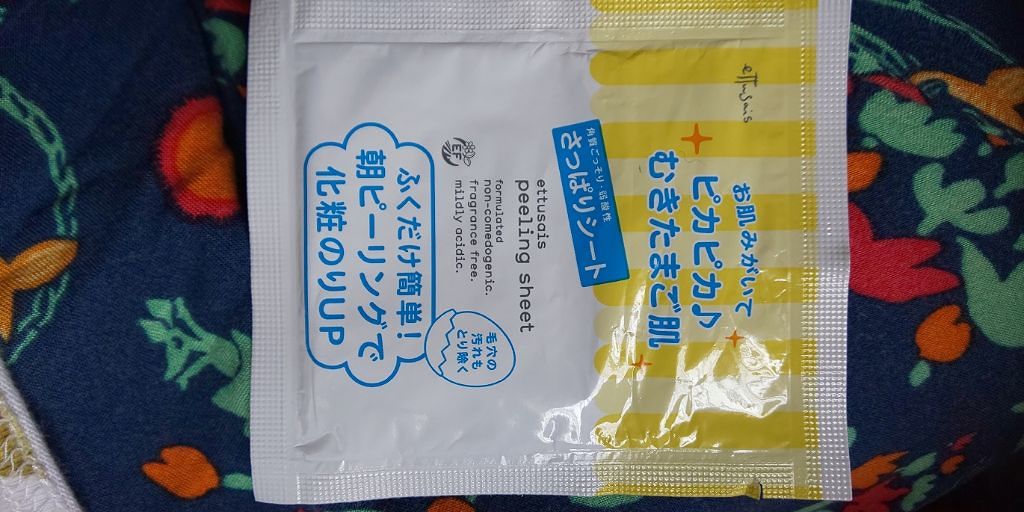 ettusais
お肌みがいて
ピカピカ♪
むきたまご肌
角質ごっそり 弱酸性
さっぱりシート
ettusais
peeling sheet
formulated
non-comedogenic.
fragrance free.
mildly acidic.
EF
毛穴の
汚れも
とり除く
ふくだけ簡単!
朝ピーリングで
化粧のりUP